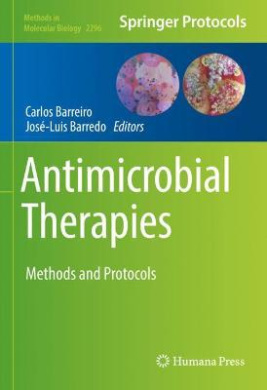 Methods in
Molecular Biology 2296
Springer Protocols
Carlos Barreiro
José-Luis Barredo Editors
Antimicrobial
Therapies
Methods and Protocols
Humana Press